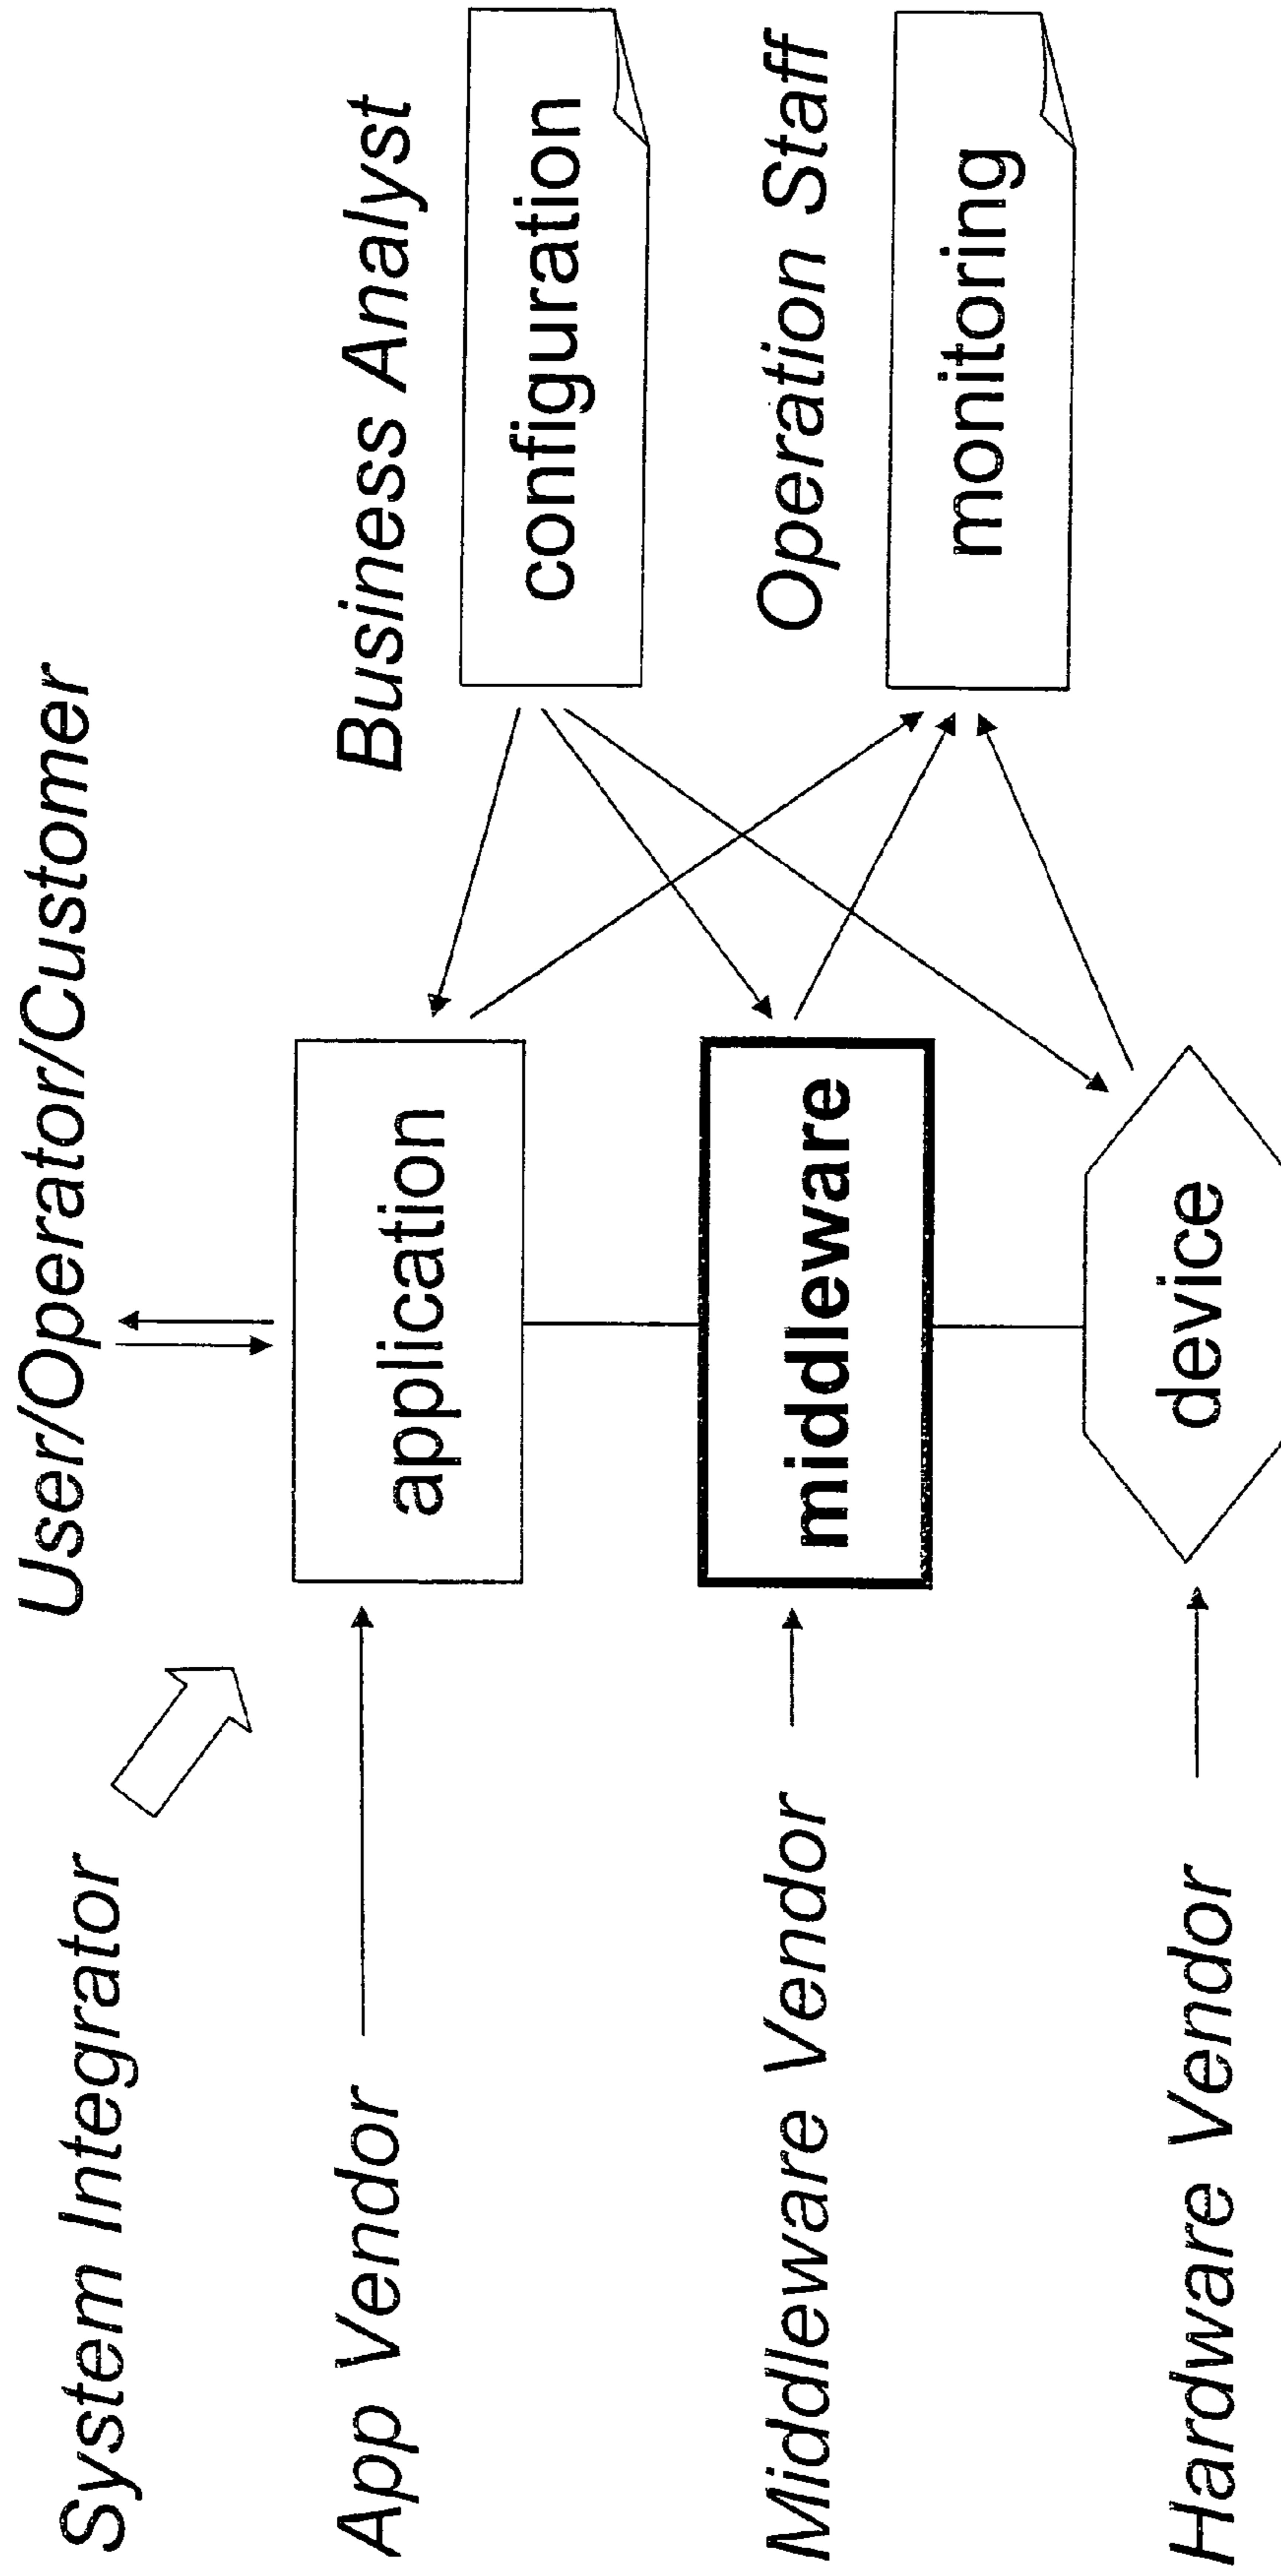 User/Operator/Customer
System Integrator
Business Analyst
App Vendor
application
configuration
Operation Staff
Middleware Vendor
middleware
monitoring
Hardware Vendor
device